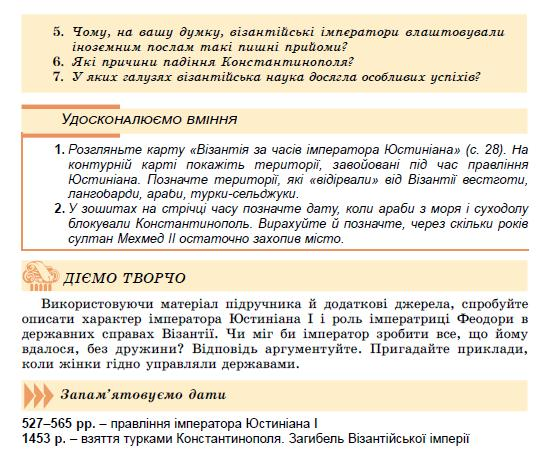 5. Чому, на вашу думку, візантійські імператори влаштовували
іноземним послам такі пишні прийоми?
6. Які причини падіння Константинополя?
7. У яких галузях візантійська наука досягла особливих успіхів?
УДОСКОНАЛЮЄМО ВМІННЯ
1. Розгляньте карту «Візантія за часів імператора Юстиніана» (с. 28). На
контурній карті покажіть території, завойовані під час правління
Юстиніана. Позначте території, які «відірвали» від Візантії вестготи,
лангобарди, араби, турки-сельджуки.
2. У зошитах на стрічці часу позначте дату, коли араби з моря і суходолу
блокували Константинополь. Вирахуйте й позначте, через скільки років
султан Мехмед II остаточно захопив місто.
ДІЄМО ТВОРЧО
Використовуючи матеріал підручника й додаткові джерела, спробуйте
описати характер імператора Юстиніана І і роль імператриці Феодори в
державних справах Візантії. Чи міг би імператор зробити все, що йому
вдалося, без дружини? Відповідь аргументуйте. Пригадайте приклади,
коли жінки гідно управляли державами.
Запам’ятовуємо дати
527–565 рр. – правління імператора Юстиніана І
1453 р. – взяття турками Константинополя. Загибель Візантійської імперії